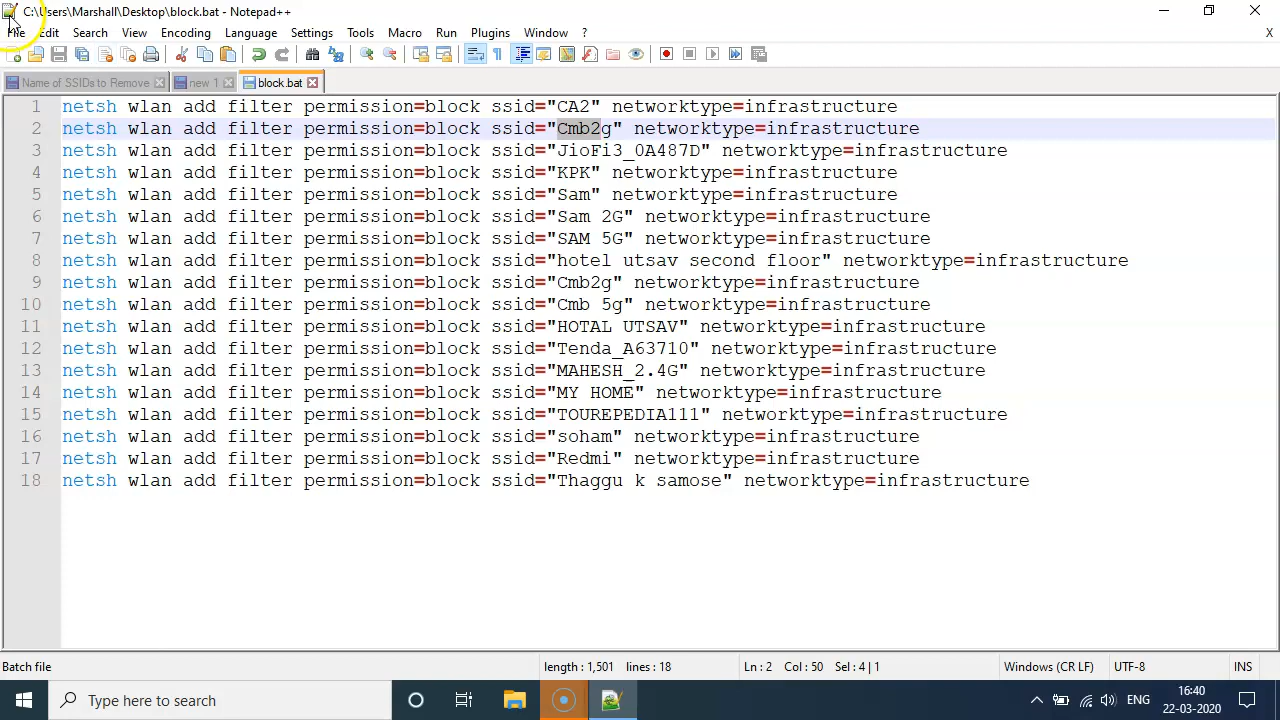 C:\Users\Marshall\Desktop\block.bat - Notepad++
File Edit Search View Encoding Language Settings Tools Macro Run Plugins Window ? X
Name of SSIDs to Remove new 1 block.bat
1 netsh wlan add filter permission=block ssid="CA2" networktype=infrastructure
2 netsh wlan add filter permission=block ssid="Cmb2g" networktype=infrastructure
3 netsh wlan add filter permission=block ssid="JioFi3_0A487D" networktype=infrastructure
4 netsh wlan add filter permission=block ssid="KPK" networktype=infrastructure
5 netsh wlan add filter permission=block ssid="Sam" networktype=infrastructure
6 netsh wlan add filter permission=block ssid="Sam 2G" networktype=infrastructure
7 netsh wlan add filter permission=block ssid="SAM 5G" networktype=infrastructure
8 netsh wlan add filter permission=block ssid="hotel utsav second floor" networktype=infrastructure
9 netsh wlan add filter permission=block ssid="Cmb2g" networktype=infrastructure
10 netsh wlan add filter permission=block ssid="Cmb 5g" networktype=infrastructure
11 netsh wlan add filter permission=block ssid="HOTAL UTSAV" networktype=infrastructure
12 netsh wlan add filter permission=block ssid="Tenda_A63710" networktype=infrastructure
13 netsh wlan add filter permission=block ssid="MAHESH_2.4G" networktype=infrastructure
14 netsh wlan add filter permission=block ssid="MY HOME" networktype=infrastructure
15 netsh wlan add filter permission=block ssid="TOUREPEDIA111" networktype=infrastructure
16 netsh wlan add filter permission=block ssid="soham" networktype=infrastructure
17 netsh wlan add filter permission=block ssid="Redmi" networktype=infrastructure
18 netsh wlan add filter permission=block ssid="Thaggu k samose" networktype=infrastructure
Batch file length : 1,501 lines : 18 Ln : 2 Col : 50 Sel : 4 | 1 Windows (CR LF) UTF-8 INS
Type here to search ENG 16:40
22-03-2020